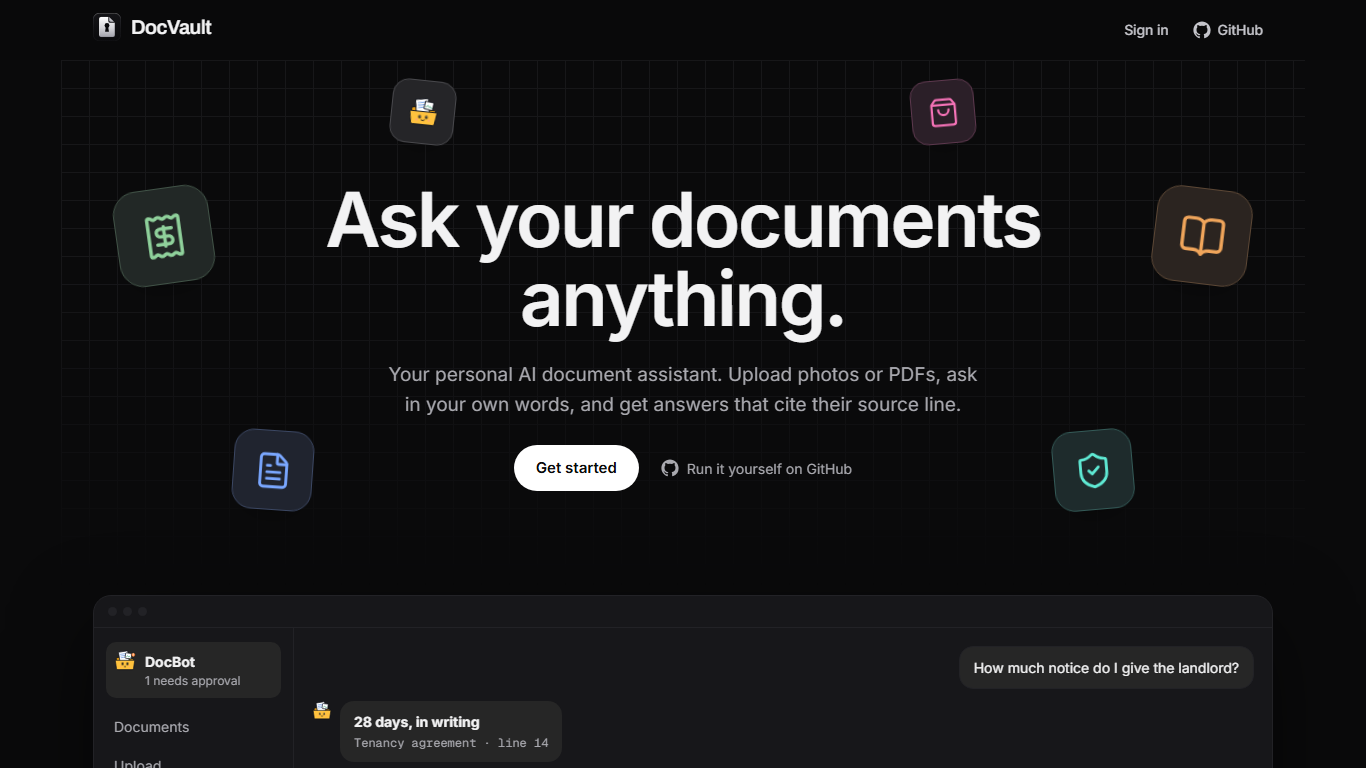 DocVault
Sign in
GitHub
Ask your documents
anything.
Your personal AI document assistant. Upload photos or PDFs, ask
in your own words, and get answers that cite their source line.
Get started
Run it yourself on GitHub
DocBot
1 needs approval
How much notice do I give the landlord?
28 days, in writing
Tenancy agreement · line 14
Documents
Upload